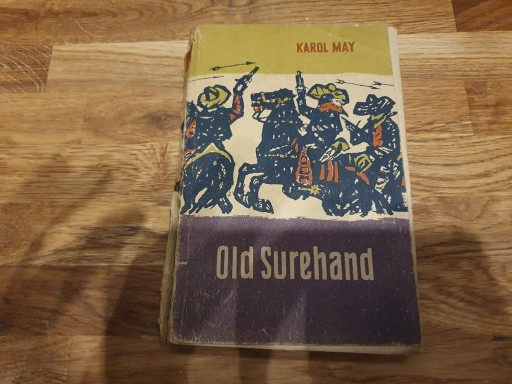 KAROL MAY
Old Surehand